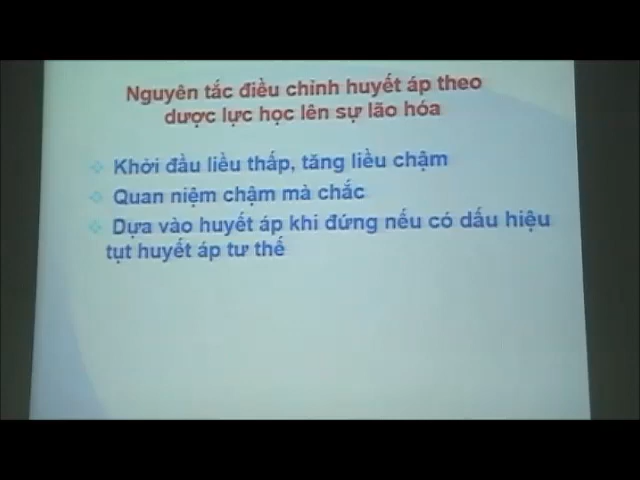 Nguyên tắc điều chỉnh huyết áp theo
dược lực học lên sự lão hóa
Khởi đầu liều thấp, tăng liều chậm
Quan niệm chậm mà chắc
Dựa vào huyết áp khi đứng nếu có dấu hiệu
tụt huyết áp tư thế